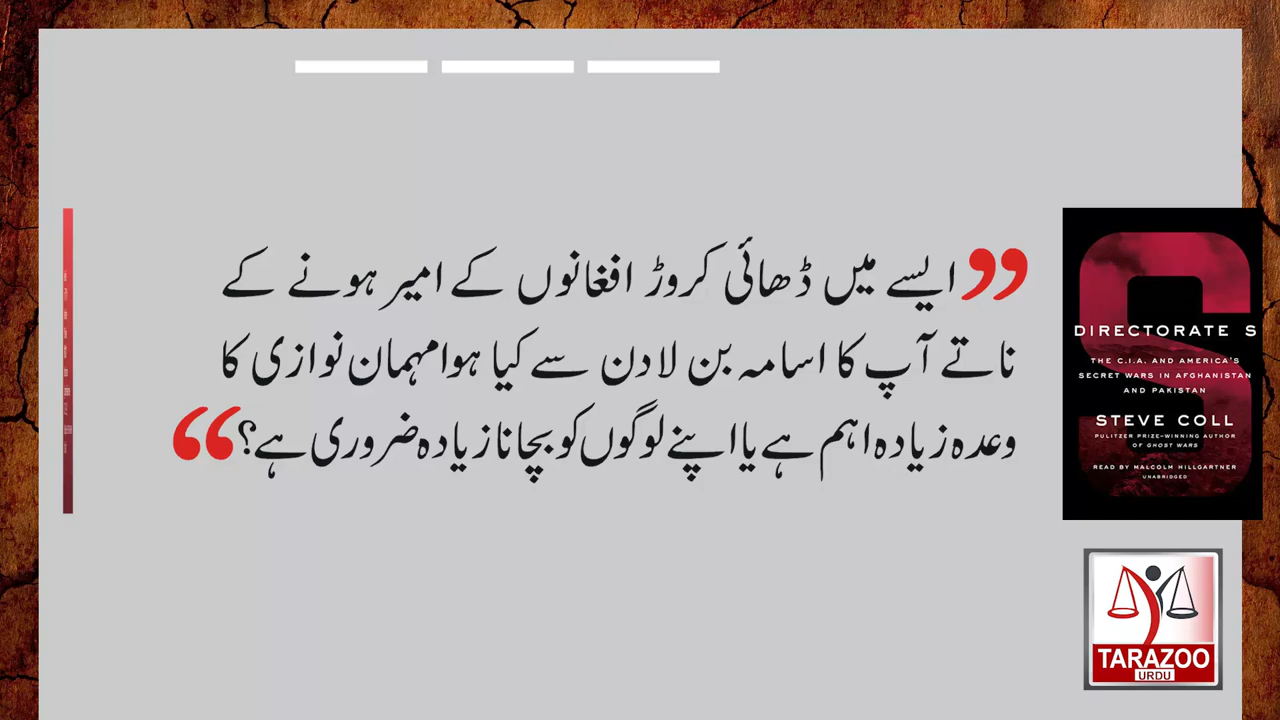 ”ایسے میں ڈھائی کروڑ افغانوں کے امیر ہونے کے
ناتے آپ کا اسامہ بن لادن سے کیا ہوا مہمان نوازی کا
وعدہ زیادہ اہم ہے یا اپنے لوگوں کو بچانا زیادہ ضروری ہے؟“
DIRECTORATE S
THE C.I.A. AND AMERICA'S
SECRET WARS IN AFGHANISTAN
AND PAKISTAN
STEVE COLL
PULITZER PRIZE-WINNING AUTHOR
OF GHOST WARS
READ BY MALCOLM HILLGARTNER
UNABRIDGED
TARAZOO
URDU